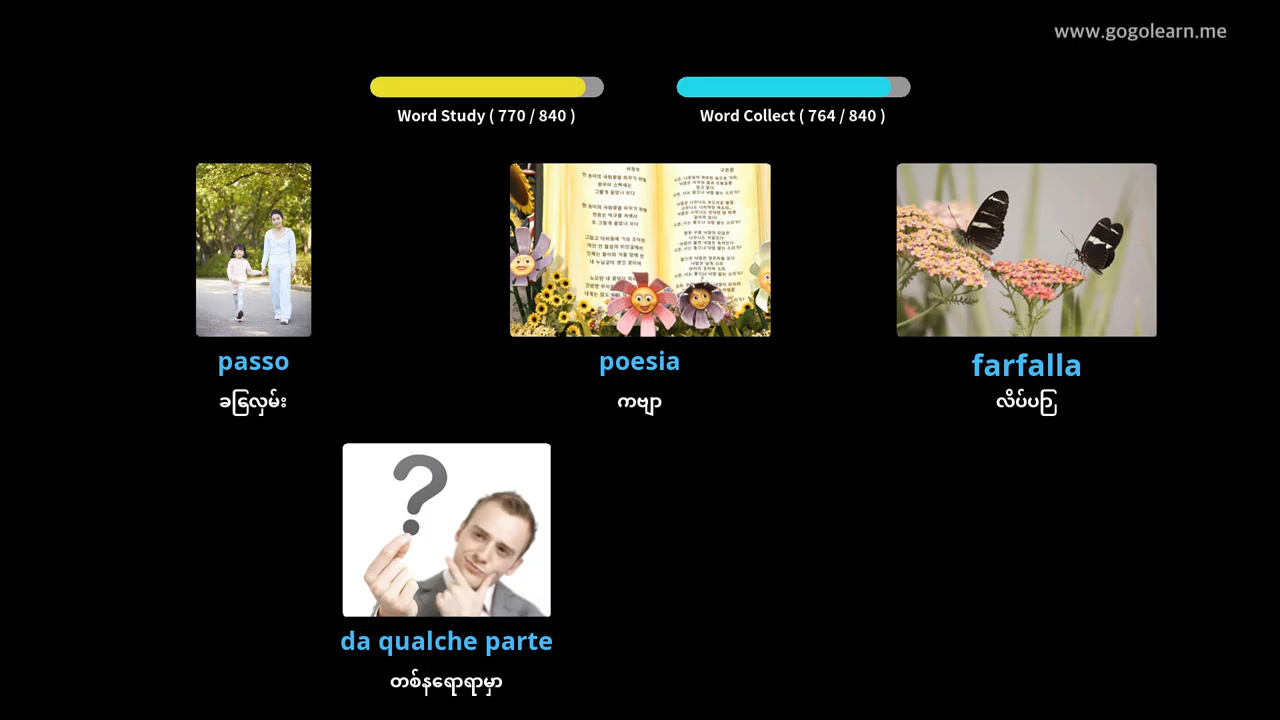 www.gogolearn.me
Word Study ( 770 / 840 )
Word Collect ( 764 / 840 )
passo
ခြေလှမ်း
poesia
ကဗျာ
farfalla
လိပ်ပြာ
da qualche parte
တစ်နေရာရာမှာ